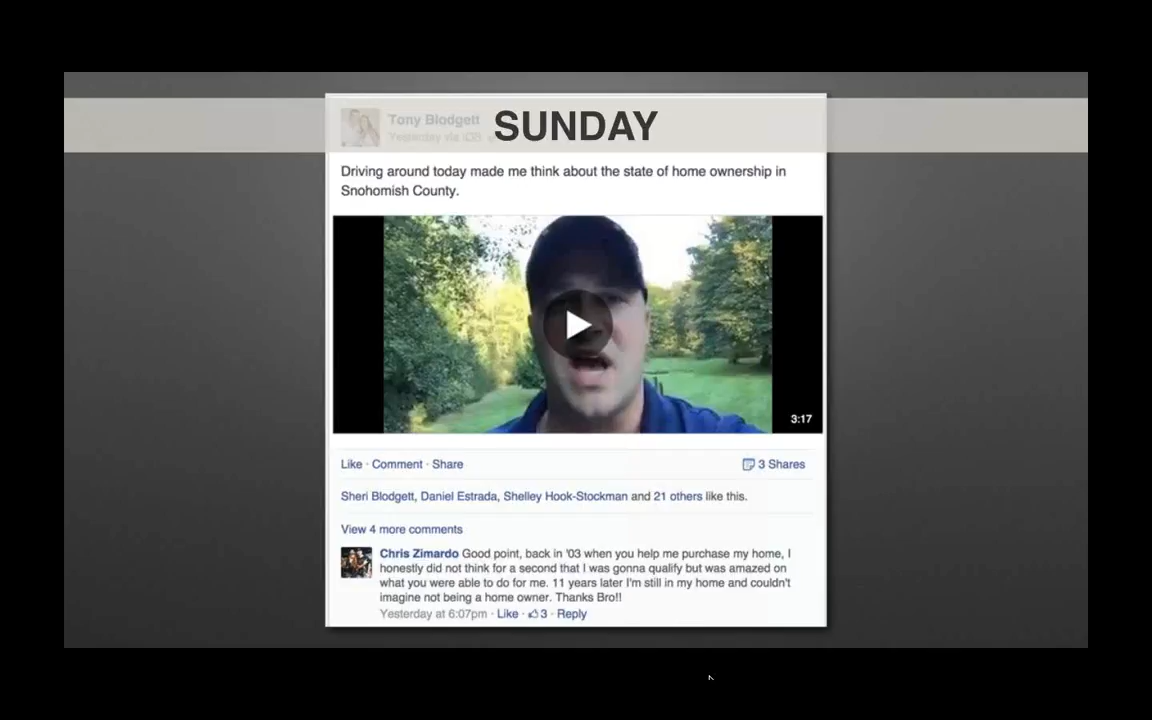 SUNDAY
Tony Blodgett
Yesterday via iOS
Driving around today made me think about the state of home ownership in
Snohomish County.
3:17
Like · Comment · Share
3 Shares
Sheri Blodgett, Daniel Estrada, Shelley Hook-Stockman and 21 others like this.
View 4 more comments
Chris Zimardo Good point, back in '03 when you help me purchase my home, I
honestly did not think for a second that I was gonna qualify but was amazed on
what you were able to do for me. 11 years later I'm still in my home and couldn't
imagine not being a home owner. Thanks Bro!!
Yesterday at 6:07pm · Like · 3 · Reply